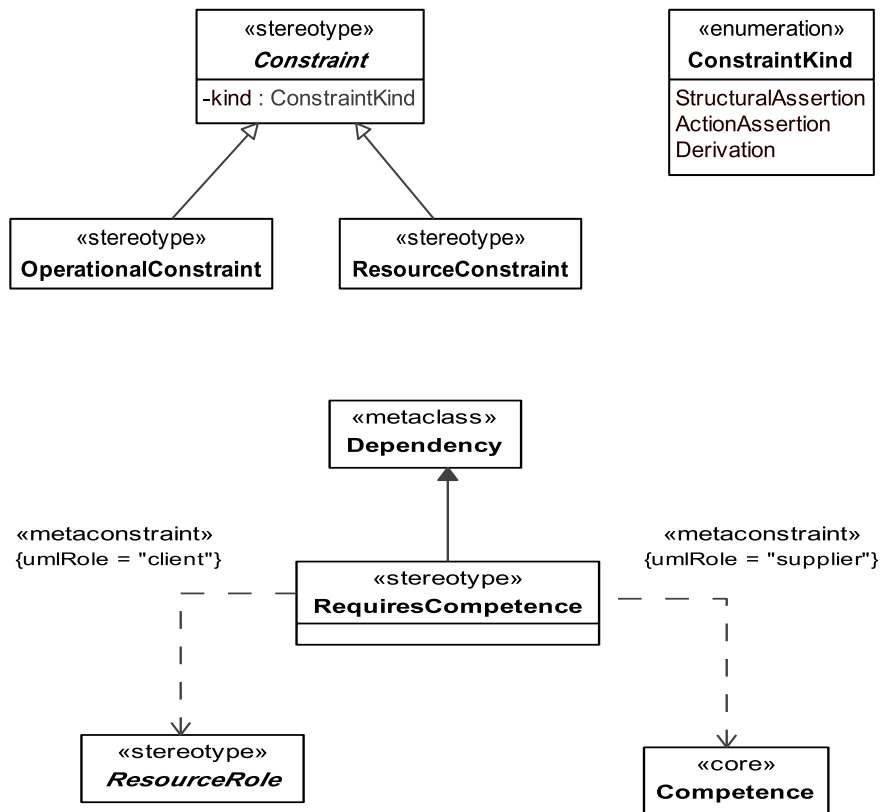 «stereotype»
Constraint
-kind : ConstraintKind
«enumeration»
ConstraintKind
StructuralAssertion
ActionAssertion
Derivation
«stereotype»
OperationalConstraint
«stereotype»
ResourceConstraint
«metaclass»
Dependency
«metaconstraint»
{umlRole = "client"}
«metaconstraint»
{umlRole = "supplier"}
«stereotype»
RequiresCompetence
«stereotype»
ResourceRole
«core»
Competence